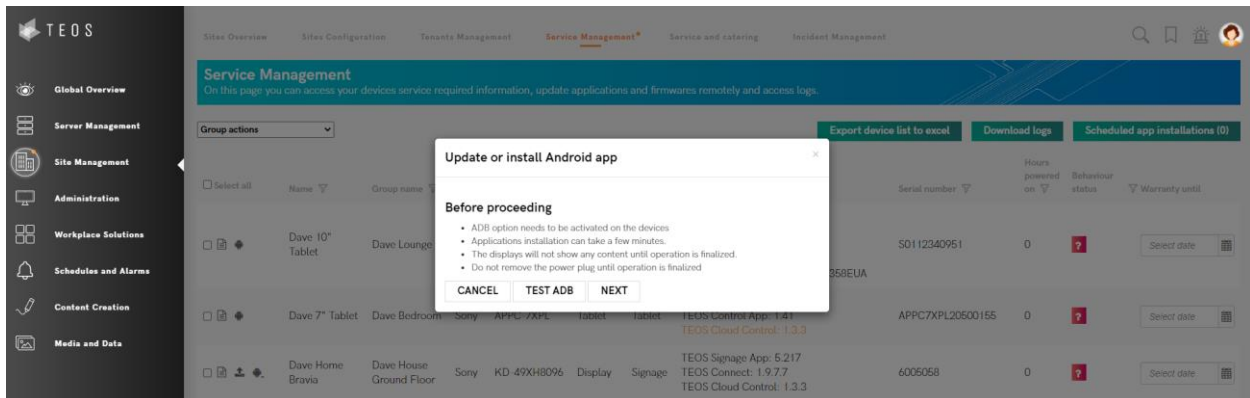 TEOS
Sites Overview Sites Configuration Tenants Management Service Management Service and catering Incident Management
Service Management
On this page you can access your devices service required information, update applications and firmwares remotely and access logs.
Global Overview
Server Management
Site Management
Administration
Workplace Solutions
Schedules and Alarms
Content Creation
Media and Data
Group actions
Export device list to excel Download logs Scheduled app installations (0)
Update or install Android app ×
Before proceeding
• ADB option needs to be activated on the devices
• Applications installation can take a few minutes.
• The displays will not show any content until operation is finalized.
• Do not remove the power plug until operation is finalized
CANCEL TEST ADB NEXT
Select all Name Group name Serial number Hours powered on Behaviour status Warranty until
Dave 10" Tablet Dave Lounge 358EUA S0112340951 0 ? Select date
Dave 7" Tablet Dave Bedroom Sony APPC-7XPL Tablet Tablet TEOS Control App: 1.41 APPC7XPL20500155 0 ? Select date
TEOS Cloud Control: 1.3.3
Dave Home Bravia Dave House Ground Floor Sony KD-49XH8096 Display Signage TEOS Signage App: 5.217 6005058 0 ? Select date
TEOS Connect: 1.9.7.7
TEOS Cloud Control: 1.3.3